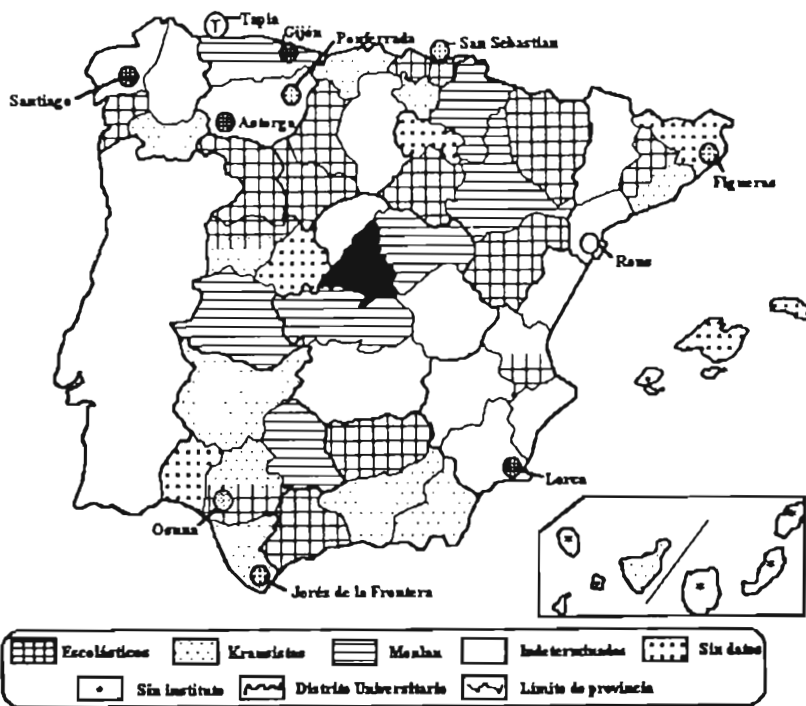 T Tapia
Gijón
Ponferrada
San Sebastian
Santiago
Astorga
Figueras
Reus
Lorca
Osuna
Jeréz de la Frontera
Escolásticos
Krausistas
Monlau
Indeterminados
Sin datos
Sin instituto
Distrito Universitario
Límite de provincia